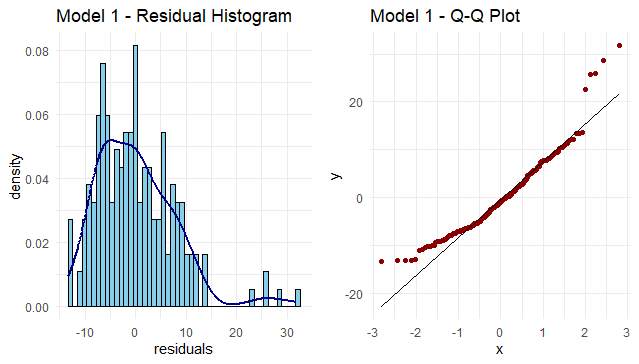 Model 1 - Residual Histogram
0.08
0.06
0.04
0.02
0.00
density
-10 0 10 20 30
residuals
Model 1 - Q-Q Plot
20
0
-20
y
-3 -2 -1 0 1 2 3
x